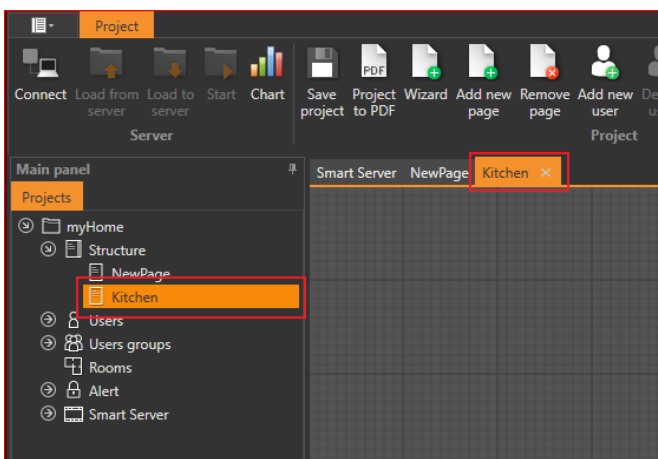 Project
Connect Load from server Load to server Start Chart
Server
Save project Project to PDF Wizard Add new page Remove page Add new user
Project
PDF
Main panel
Projects
Smart Server NewPage Kitchen
myHome
Structure
NewPage
Kitchen
Users
Users groups
Rooms
Alert
Smart Server